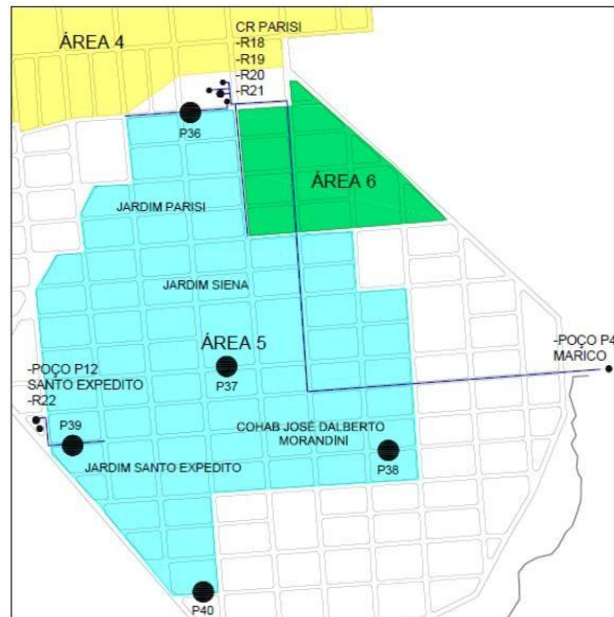 ÁREA 4
CR PARISI
-R18
-R19
-R20
-R21
P36
ÁREA 6
JARDIM PARISI
JARDIM SIENA
ÁREA 5
P37
-POÇO P4
MARICO
-POÇO P12
SANTO EXPEDITO
-R22
P39
COHAB JOSÉ DALBERTO
MORANDINI
P38
JARDIM SANTO EXPEDITO
P40